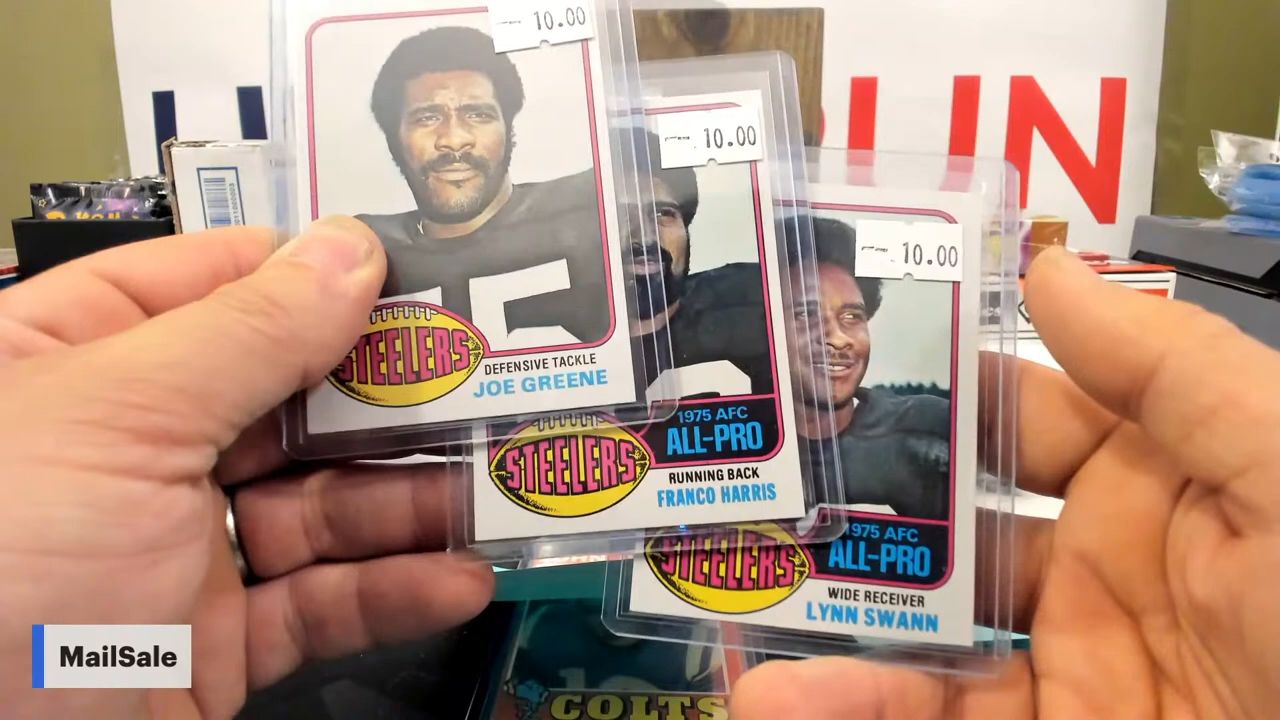 10.00
10.00
10.00
STEELERS
DEFENSIVE TACKLE
JOE GREENE
STEELERS
1975 AFC
ALL-PRO
RUNNING BACK
FRANCO HARRIS
STEELERS
1975 AFC
ALL-PRO
WIDE RECEIVER
LYNN SWANN
MailSale
COLTS